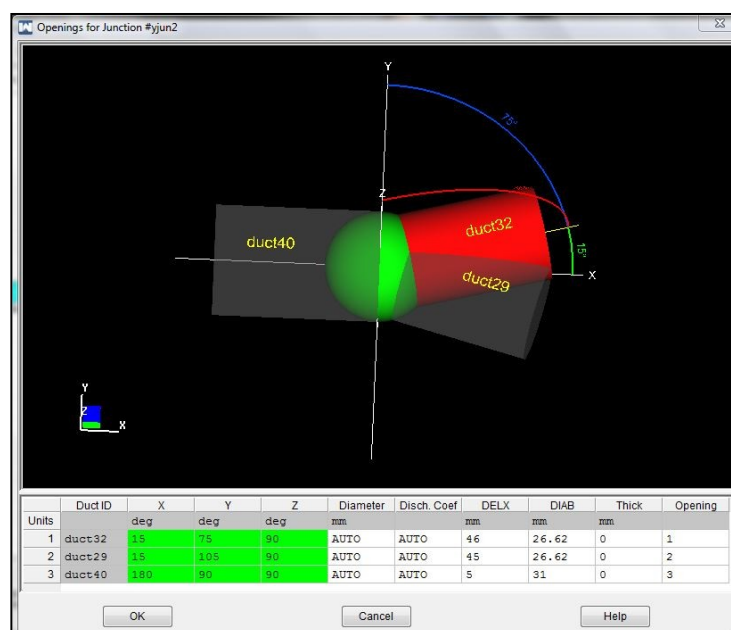 Openings for Junction #yjun2
Y
75°
Z
duct32
duct40
duct29
15°
X
Y
Z
X
Duct ID X Y Z Diameter Disch. Coef DELX DIAB Thick Opening
Units deg deg deg mm mm mm mm
1 duct32 15 75 90 AUTO AUTO 46 26.62 0 1
2 duct29 15 105 90 AUTO AUTO 45 26.62 0 2
3 duct40 180 90 90 AUTO AUTO 5 31 0 3
OK Cancel Help